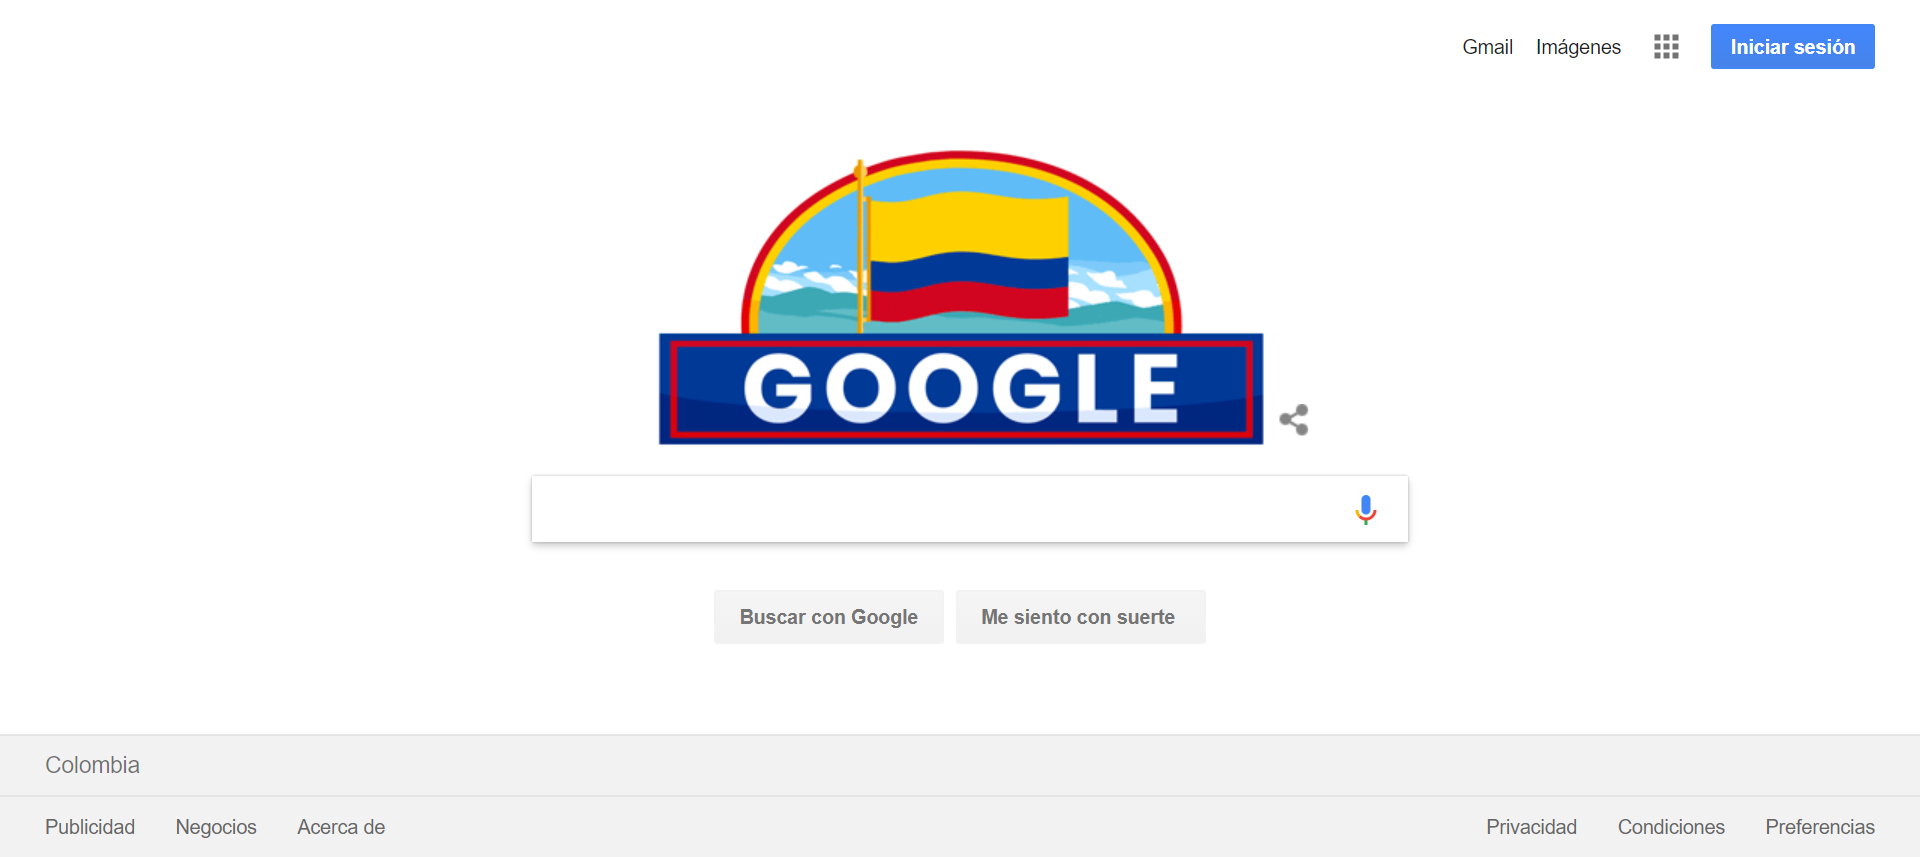 Gmail Imágenes Iniciar sesión
GOOGLE
Buscar con Google Me siento con suerte
Colombia
Publicidad Negocios Acerca de Privacidad Condiciones Preferencias